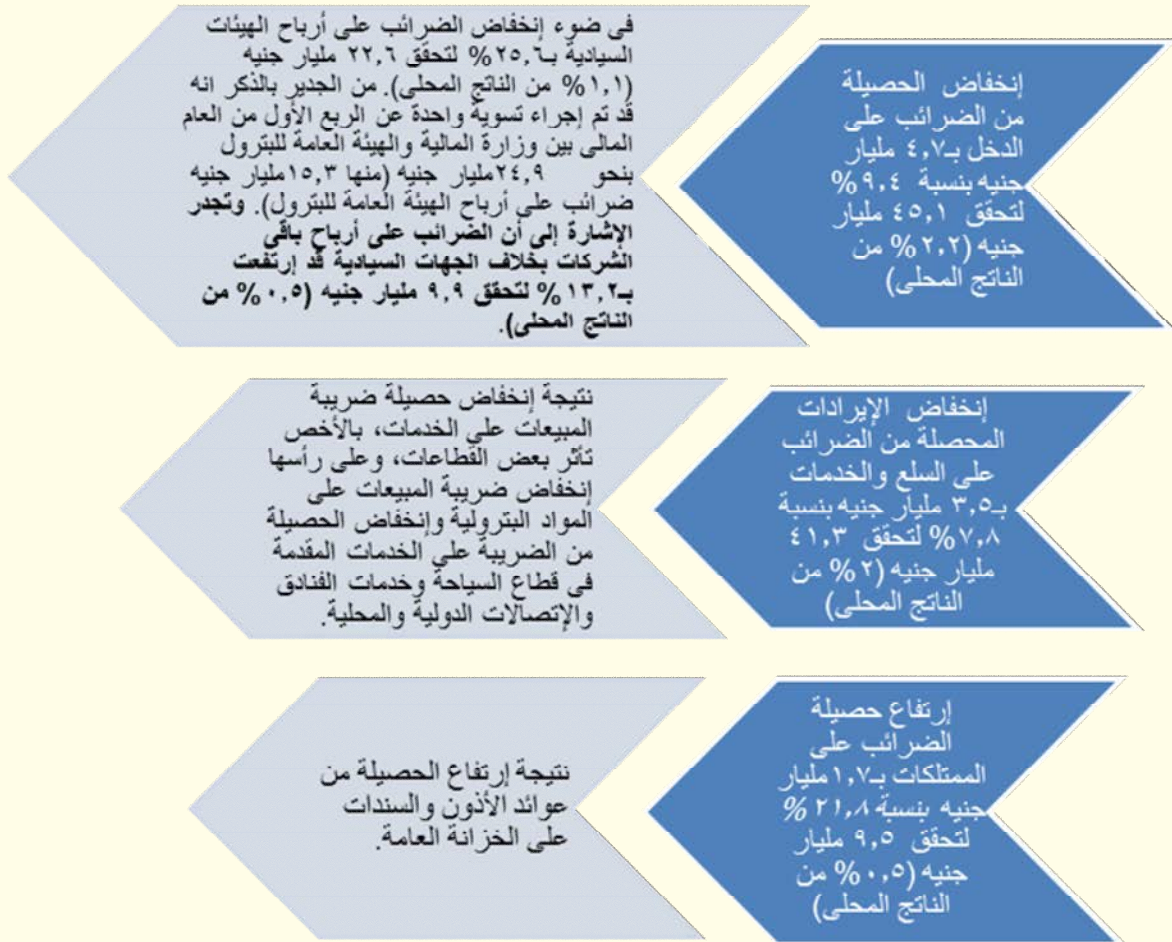 إنخفاض الحصيلة
من الضرائب على
الدخل بـ٤,٧ مليار
جنيه بنسبة ٩,٤%
لتحقق ٤٥,١ مليار
جنيه (٢,٢% من
الناتج المحلى)
فى ضوء إنخفاض الضرائب على أرباح الهيئات
السيادية بـ٢٥,٦% لتحقق ٢٢,٦ مليار جنيه
(١,١% من الناتج المحلى). من الجدير بالذكر انه
قد تم إجراء تسوية واحدة عن الربع الأول من العام
المالى بين وزارة المالية والهيئة العامة للبترول
بنحو ٢٤,٩مليار جنيه (منها ١٥,٣مليار جنيه
ضرائب على أرباح الهيئة العامة للبترول). وتجدر
الإشارة إلى أن الضرائب على أرباح باقى
الشركات بخلاف الجهات السيادية قد إرتفعت
بـ١٣,٢% لتحقق ٩,٩ مليار جنيه (٠,٥% من
الناتج المحلى).
إنخفاض الإيرادات
المحصلة من الضرائب
على السلع والخدمات
بـ٣,٥ مليار جنيه بنسبة
٧,٨% لتحقق ٤١,٣
مليار جنيه (٢% من
الناتج المحلى)
نتيجة إنخفاض حصيلة ضريبة
المبيعات على الخدمات، بالأخص
تأثر بعض القطاعات، وعلى رأسها
إنخفاض ضريبة المبيعات على
المواد البترولية وإنخفاض الحصيلة
من الضريبة على الخدمات المقدمة
فى قطاع السياحة وخدمات الفنادق
والإتصالات الدولية والمحلية.
إرتفاع حصيلة
الضرائب على
الممتلكات بـ١,٧مليار
جنيه بنسبة ٢١,٨%
لتحقق ٩,٥ مليار
جنيه (٠,٥% من
الناتج المحلى)
نتيجة إرتفاع الحصيلة من
عوائد الأذون والسندات
على الخزانة العامة.